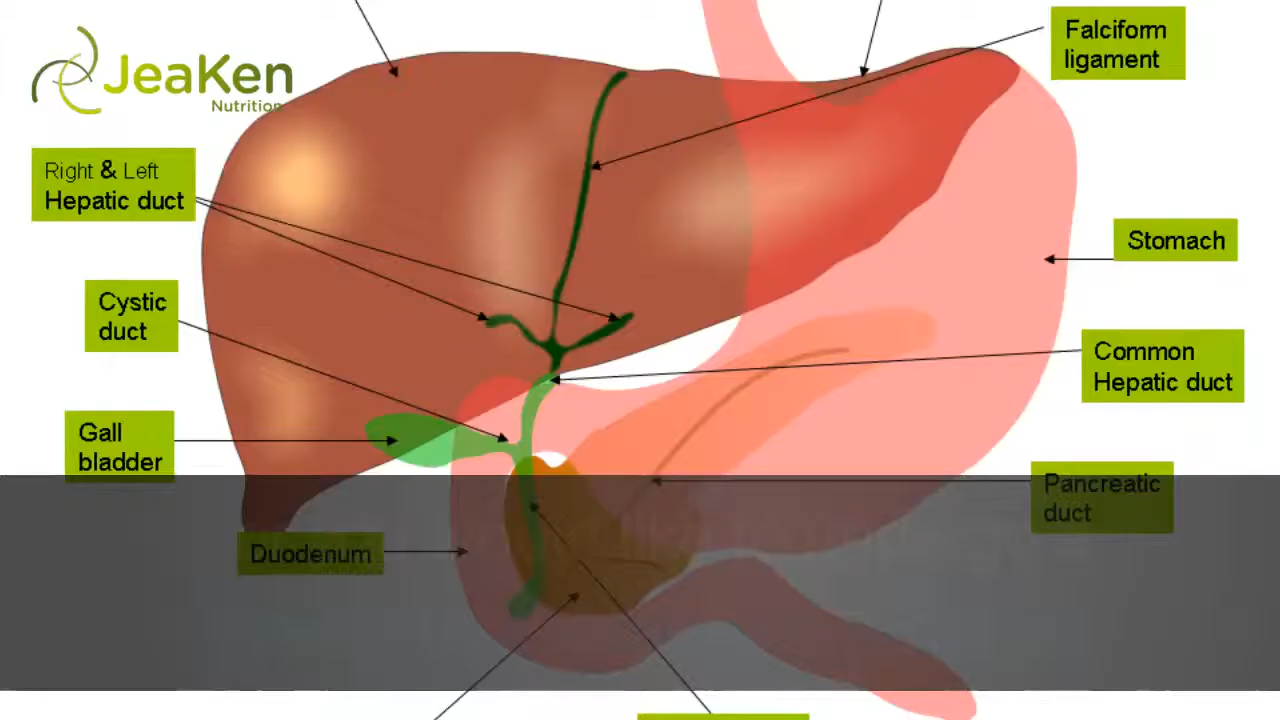 JeaKen
Nutrition
Falciform
ligament
Right & Left
Hepatic duct
Stomach
Cystic
duct
Common
Hepatic duct
Gall
bladder
Pancreatic
duct
Duodenum